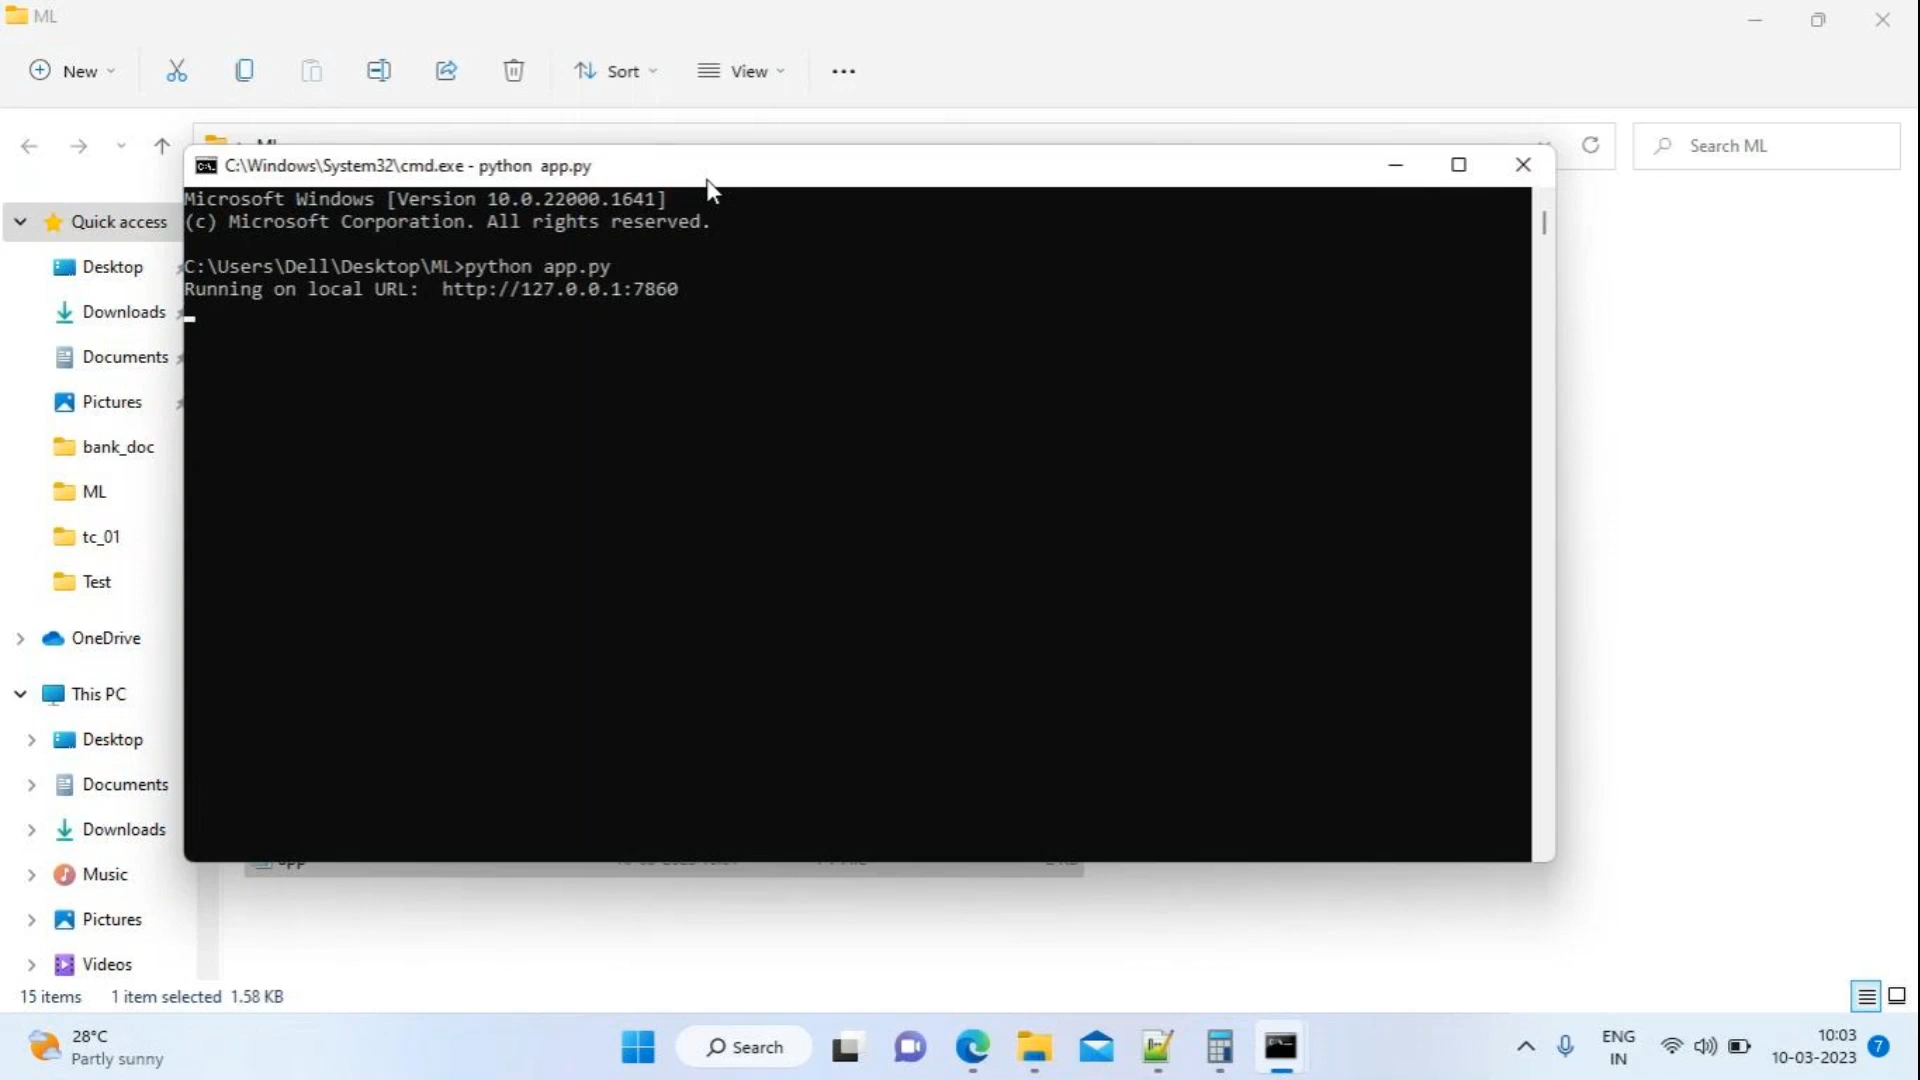 ML
New
Sort
View
Search ML
C:\Windows\System32\cmd.exe - python  app.py
Microsoft Windows [Version 10.0.22000.1641]
(c) Microsoft Corporation. All rights reserved.
C:\Users\Dell\Desktop\ML>python app.py
Running on local URL:  http://127.0.0.1:7860
Quick access
Desktop
Downloads
Documents
Pictures
bank_doc
ML
tc_01
Test
OneDrive
This PC
Desktop
Documents
Downloads
Music
Pictures
Videos
app
15 items
1 item selected  1.58 KB
28°C
Partly sunny
Search
ENG
IN
10:03
10-03-2023
7